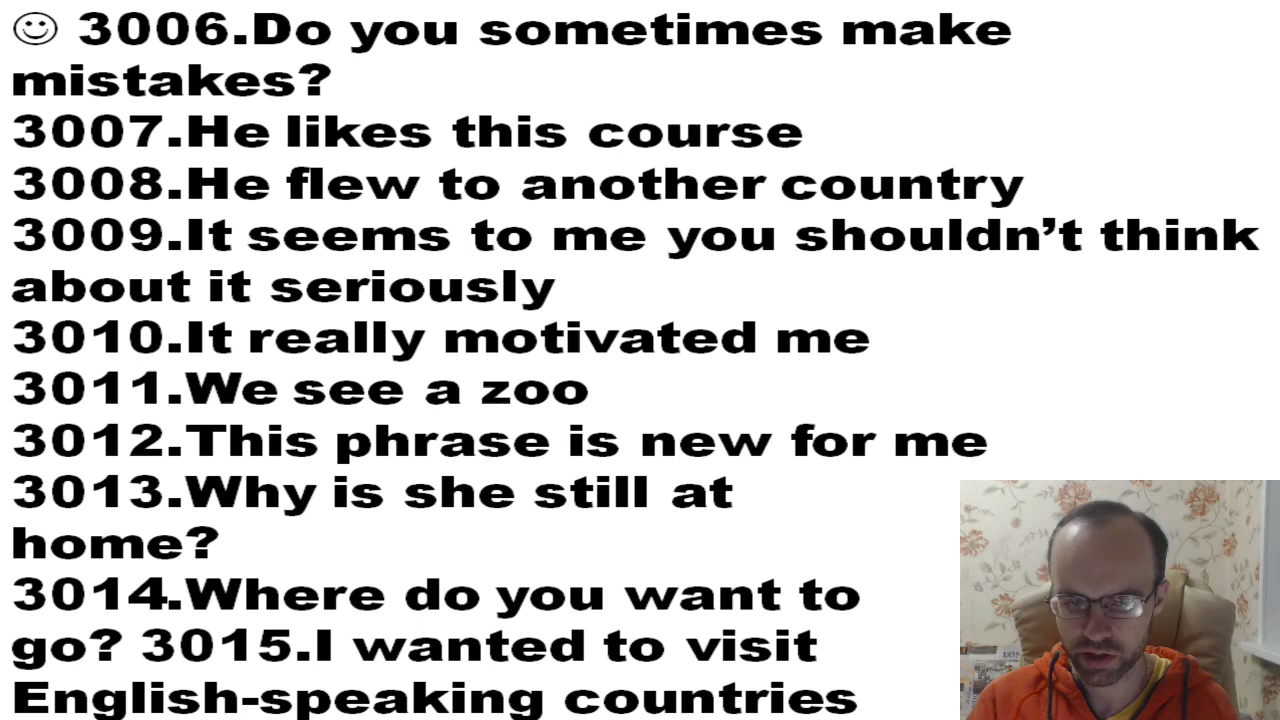 ☺ 3006.Do you sometimes make
mistakes?
3007.He likes this course
3008.He flew to another country
3009.It seems to me you shouldn’t think
about it seriously
3010.It really motivated me
3011.We see a zoo
3012.This phrase is new for me
3013.Why is she still at
home?
3014.Where do you want to
go? 3015.I wanted to visit
English-speaking countries